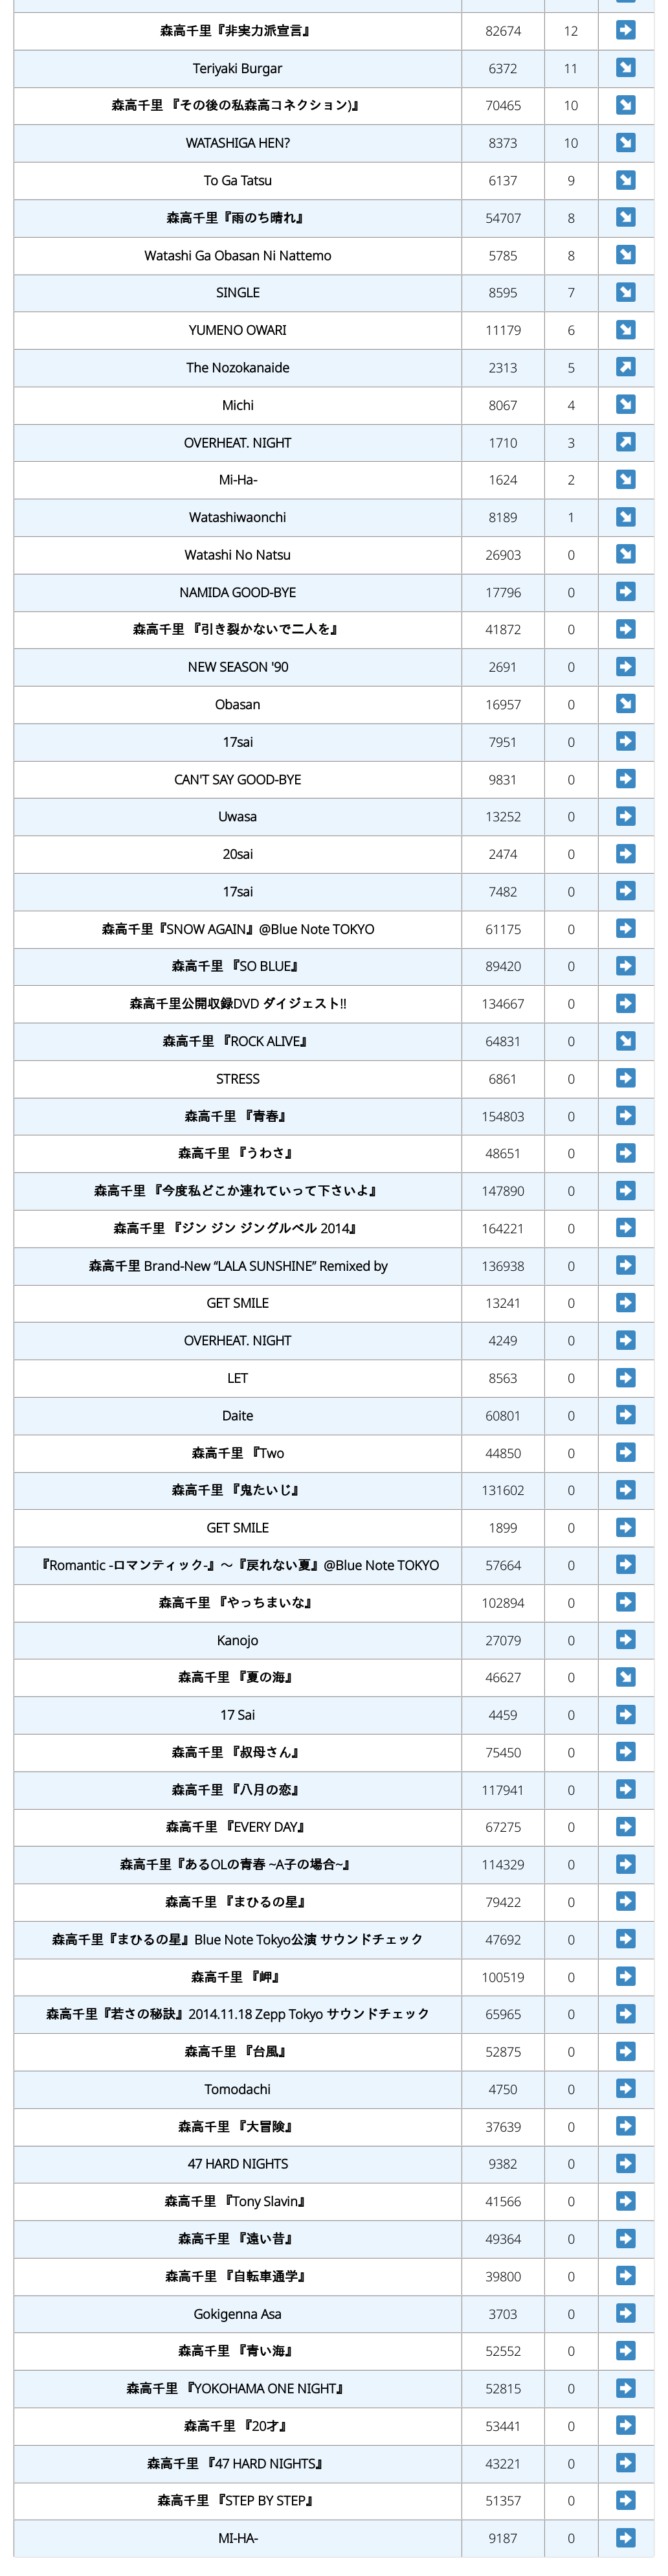 森高千里『非実力派宣言』 82674 12 ➡
Teriyaki Burgar 6372 11 ↘
森高千里 『その後の私森高コネクション)』 70465 10 ↘
WATASHIGA HEN? 8373 10 ↘
To Ga Tatsu 6137 9 ↘
森高千里『雨のち晴れ』 54707 8 ↘
Watashi Ga Obasan Ni Nattemo 5785 8 ↘
SINGLE 8595 7 ↘
YUMENO OWARI 11179 6 ↘
The Nozokanaide 2313 5 ↗
Michi 8067 4 ↘
OVERHEAT. NIGHT 1710 3 ↗
Mi-Ha- 1624 2 ↘
Watashiwaonchi 8189 1 ↘
Watashi No Natsu 26903 0 ↘
NAMIDA GOOD-BYE 17796 0 ➡
森高千里 『引き裂かないで二人を』 41872 0 ➡
NEW SEASON '90 2691 0 ➡
Obasan 16957 0 ↘
17sai 7951 0 ➡
CAN'T SAY GOOD-BYE 9831 0 ➡
Uwasa 13252 0 ➡
20sai 2474 0 ➡
17sai 7482 0 ➡
森高千里『SNOW AGAIN』@Blue Note TOKYO 61175 0 ➡
森高千里 『SO BLUE』 89420 0 ➡
森高千里公開収録DVD ダイジェスト!! 134667 0 ➡
森高千里 『ROCK ALIVE』 64831 0 ↘
STRESS 6861 0 ➡
森高千里 『青春』 154803 0 ➡
森高千里 『うわさ』 48651 0 ➡
森高千里 『今度私どこか連れていって下さいよ』 147890 0 ➡
森高千里 『ジン ジン ジングルベル 2014』 164221 0 ➡
森高千里 Brand-New “LALA SUNSHINE” Remixed by 136938 0 ➡
GET SMILE 13241 0 ➡
OVERHEAT. NIGHT 4249 0 ➡
LET 8563 0 ➡
Daite 60801 0 ➡
森高千里 『Two 44850 0 ➡
森高千里 『鬼たいじ』 131602 0 ➡
GET SMILE 1899 0 ➡
『Romantic -ロマンティック-』～『戻れない夏』@Blue Note TOKYO 57664 0 ➡
森高千里 『やっちまいな』 102894 0 ➡
Kanojo 27079 0 ➡
森高千里 『夏の海』 46627 0 ↘
17 Sai 4459 0 ➡
森高千里 『叔母さん』 75450 0 ➡
森高千里 『八月の恋』 117941 0 ➡
森高千里 『EVERY DAY』 67275 0 ➡
森高千里『あるOLの青春 ~A子の場合~』 114329 0 ➡
森高千里 『まひるの星』 79422 0 ➡
森高千里『まひるの星』Blue Note Tokyo公演 サウンドチェック 47692 0 ➡
森高千里 『岬』 100519 0 ➡
森高千里『若さの秘訣』2014.11.18 Zepp Tokyo サウンドチェック 65965 0 ➡
森高千里 『台風』 52875 0 ➡
Tomodachi 4750 0 ➡
森高千里 『大冒険』 37639 0 ➡
47 HARD NIGHTS 9382 0 ➡
森高千里 『Tony Slavin』 41566 0 ➡
森高千里 『遠い昔』 49364 0 ➡
森高千里 『自転車通学』 39800 0 ➡
Gokigenna Asa 3703 0 ➡
森高千里 『青い海』 52552 0 ➡
森高千里 『YOKOHAMA ONE NIGHT』 52815 0 ➡
森高千里 『20才』 53441 0 ➡
森高千里 『47 HARD NIGHTS』 43221 0 ➡
森高千里 『STEP BY STEP』 51357 0 ➡
MI-HA- 9187 0 ➡